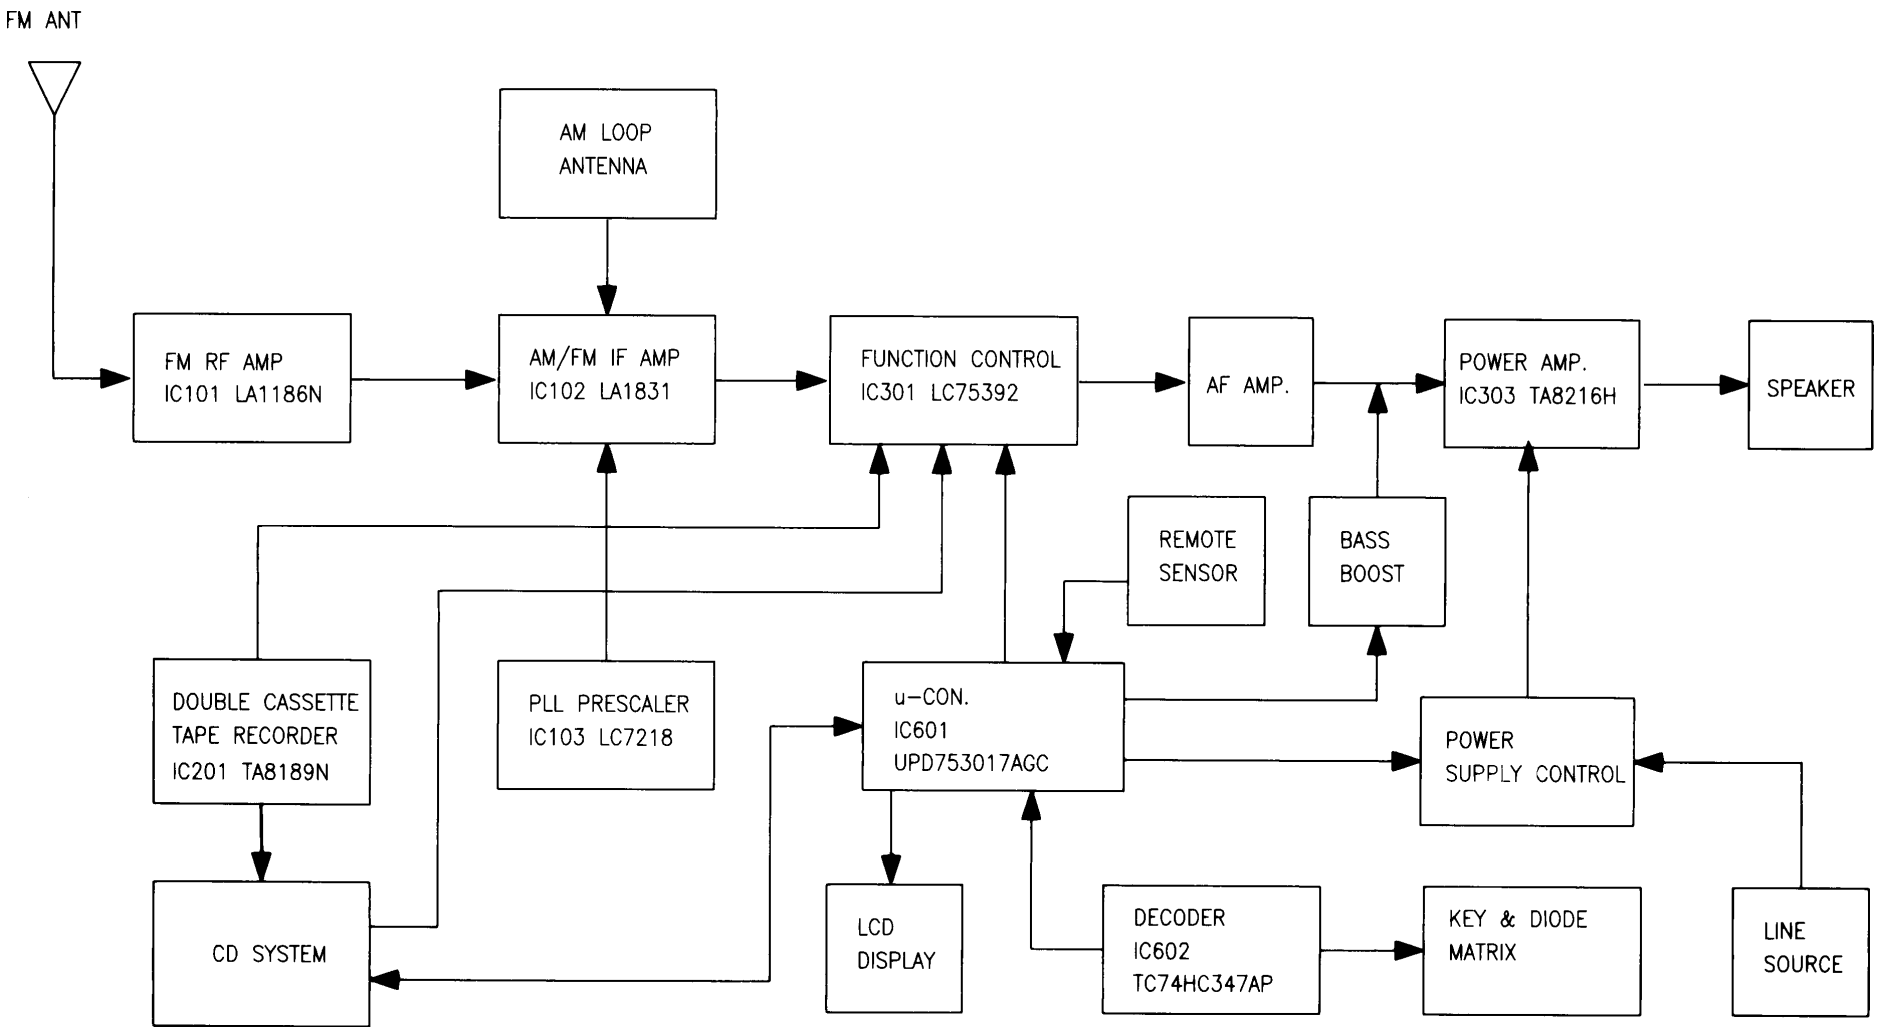 FM ANT
AM LOOP
ANTENNA
FM RF AMP
IC101 LA1186N
AM/FM IF AMP
IC102 LA1831
FUNCTION CONTROL
IC301 LC75392
AF AMP.
POWER AMP.
IC303 TA8216H
SPEAKER
REMOTE
SENSOR
BASS
BOOST
DOUBLE CASSETTE
TAPE RECORDER
IC201 TA8189N
PLL PRESCALER
IC103 LC7218
u-CON.
IC601
UPD753017AGC
POWER
SUPPLY CONTROL
CD SYSTEM
LCD
DISPLAY
DECODER
IC602
TC74HC347AP
KEY & DIODE
MATRIX
LINE
SOURCE